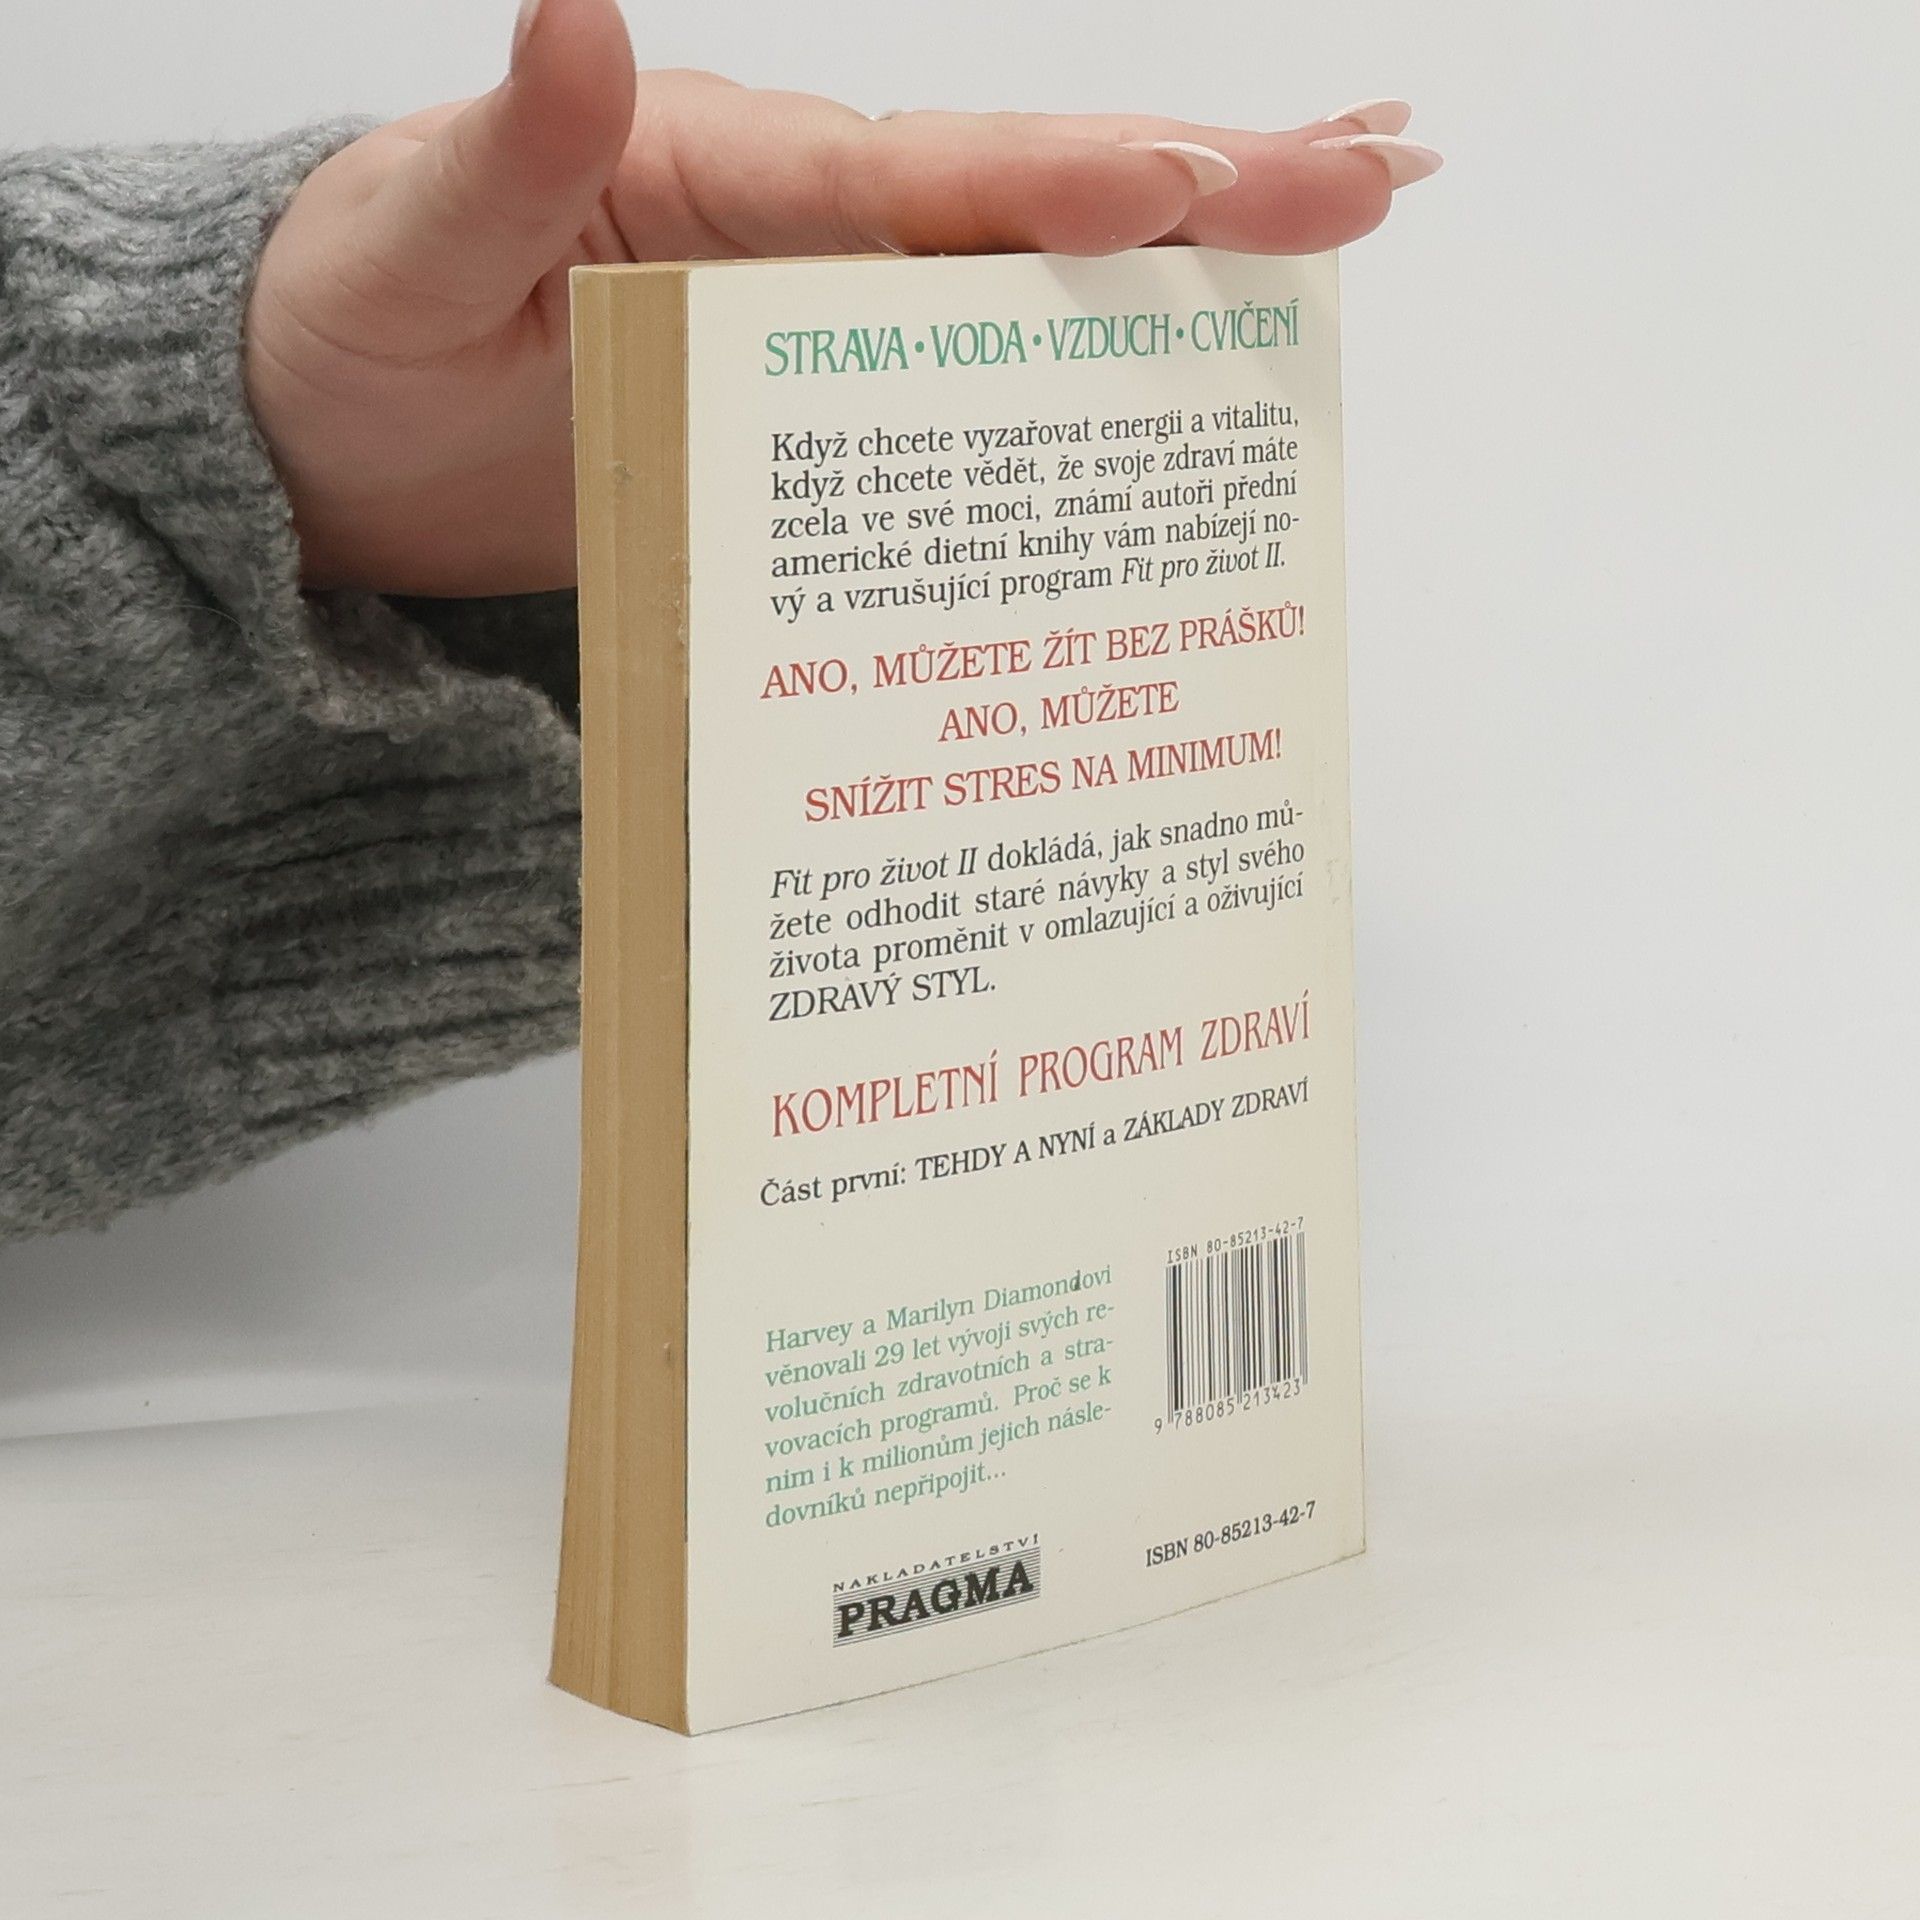 STRAVA • VODA • VZDUCH • CVIČENÍ
Když chcete vyzařovat energii a vitalitu,
když chcete vědět, že svoje zdraví máte
zcela ve své moci, známí autoři přední
americké dietní knihy vám nabízejí no-
vý a vzrušující program Fit pro život II.
ANO, MŮŽETE ŽÍT BEZ PRÁŠKŮ!
ANO, MŮŽETE
SNÍŽIT STRES NA MINIMUM!
Fit pro život II dokládá, jak snadno mů-
žete odhodit staré návyky a styl svého
života proměnit v omlazující a oživující
ZDRAVÝ STYL.
KOMPLETNÍ PROGRAM ZDRAVÍ
Část první: TEHDY A NYNÍ a ZÁKLADY ZDRAVÍ
ISBN 80-85213-42-7
9 788085 213423
Harvey a Marilyn Diamondovi
věnovali 29 let vývoji svých re-
volučních zdravotních a stra-
vovacích programů. Proč se k
nim i k milionům jejich násle-
dovníků nepřipojit...
NAKLADATELSTVÍ
PRAGMA
ISBN 80-85213-42-7